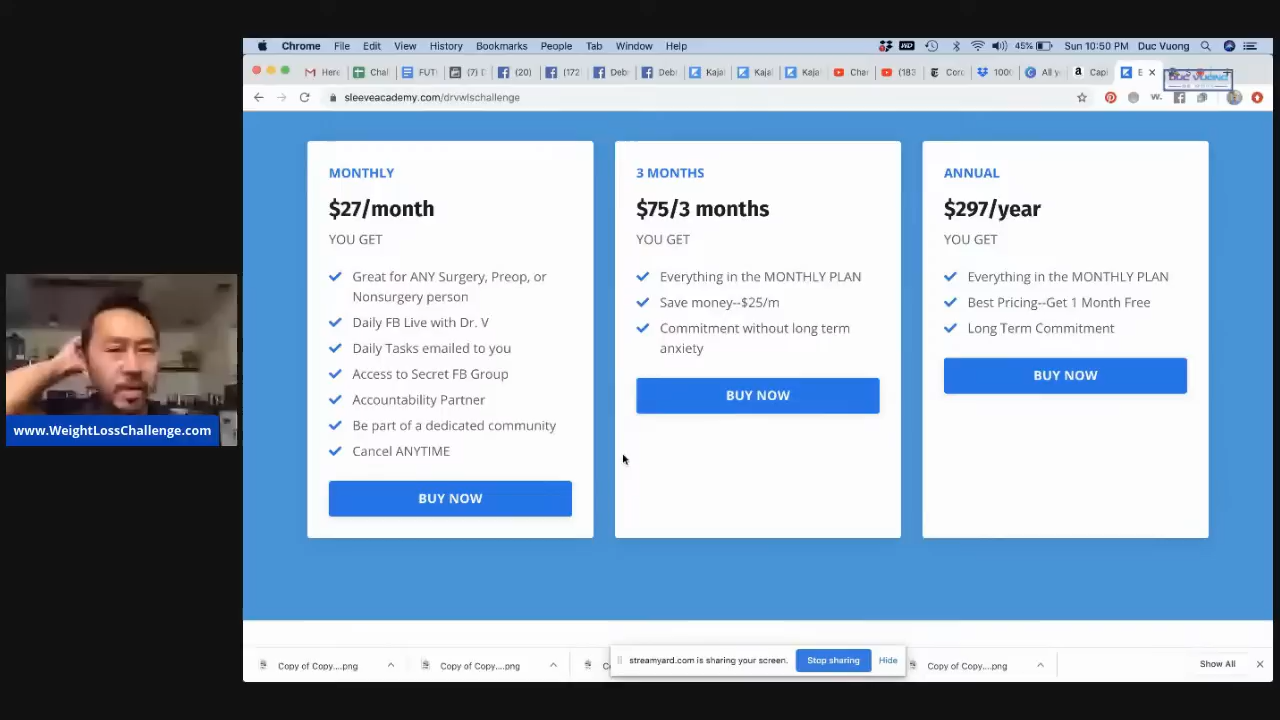 Chrome File Edit View History Bookmarks People Tab Window Help
45% Sun 10:50 PM Duc Vuong
sleeveacademy.com/drvwlschallenge
MONTHLY
$27/month
YOU GET
Great for ANY Surgery, Preop, or
Nonsurgery person
Daily FB Live with Dr. V
Daily Tasks emailed to you
Access to Secret FB Group
Accountability Partner
Be part of a dedicated community
Cancel ANYTIME
BUY NOW
3 MONTHS
$75/3 months
YOU GET
Everything in the MONTHLY PLAN
Save money--$25/m
Commitment without long term
anxiety
BUY NOW
ANNUAL
$297/year
YOU GET
Everything in the MONTHLY PLAN
Best Pricing--Get 1 Month Free
Long Term Commitment
BUY NOW
www.WeightLossChallenge.com
streamyard.com is sharing your screen. Stop sharing Hide
Copy of Copy....png
Copy of Copy....png
Copy of Copy....png
Show All